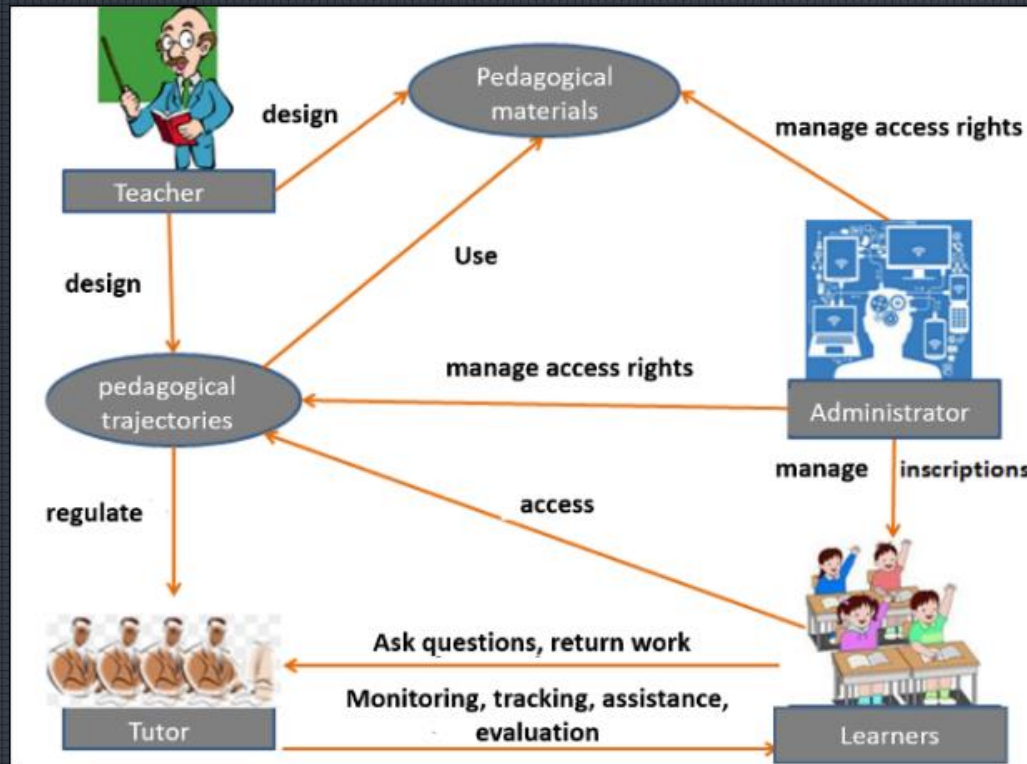 Pedagogical
materials
design
manage access rights
Teacher
Use
design
manage access rights
pedagogical
trajectories
Administrator
manage inscriptions
access
regulate
Ask questions, return work
Monitoring, tracking, assistance,
evaluation
Tutor
Learners